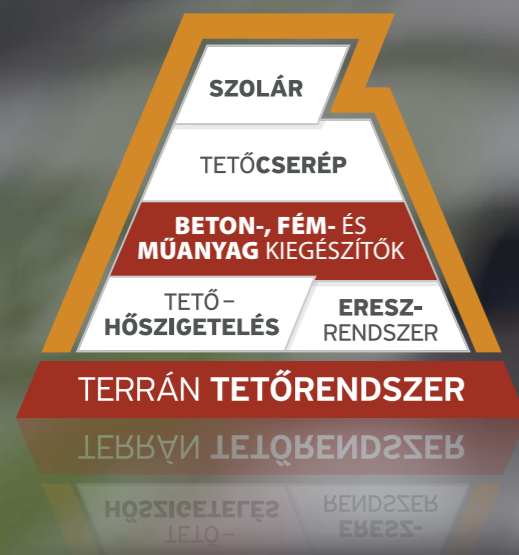 SZOLÁR
TETŐCSERÉP
BETON-, FÉM- ÉS
MŰANYAG KIEGÉSZÍTŐK
TETŐ–
HŐSZIGETELÉS
ERESZ-
RENDSZER
TERRÁN TETŐRENDSZER